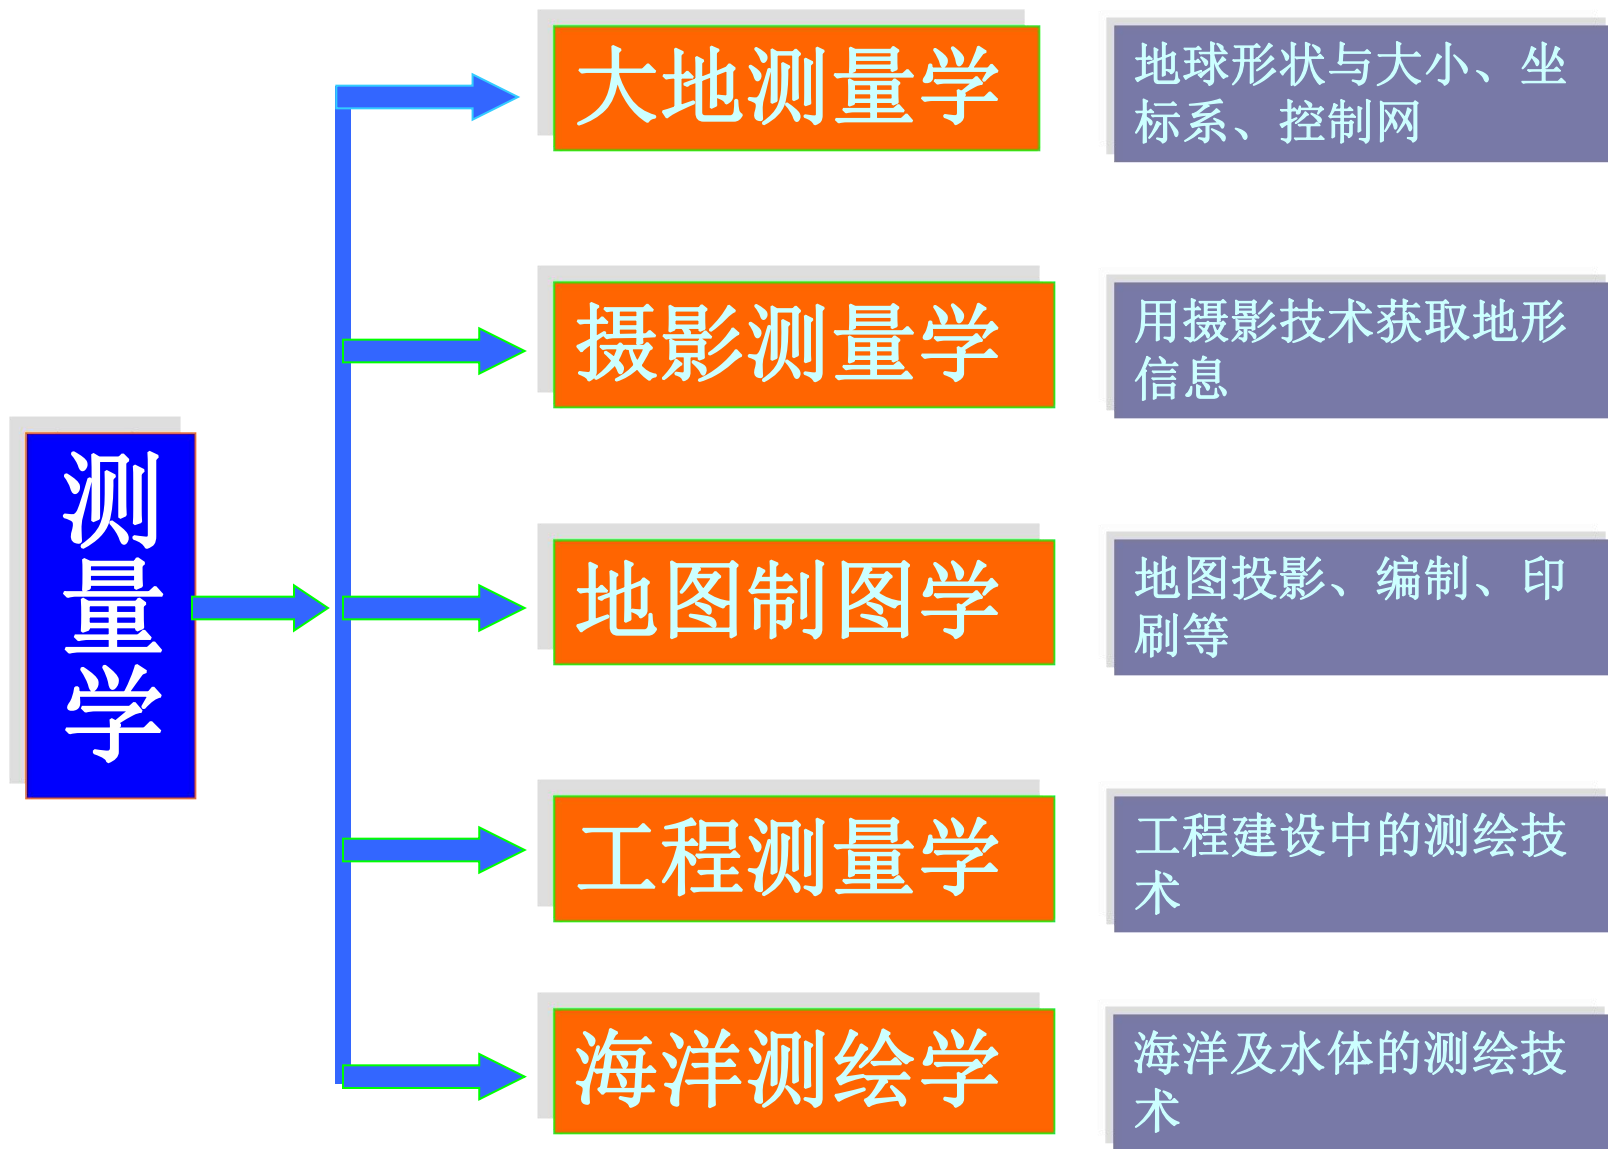 测量学
大地测量学
地球形状与大小、坐
标系、控制网
摄影测量学
用摄影技术获取地形
信息
地图制图学
地图投影、编制、印
刷等
工程测量学
工程建设中的测绘技
术
海洋测绘学
海洋及水体的测绘技
术